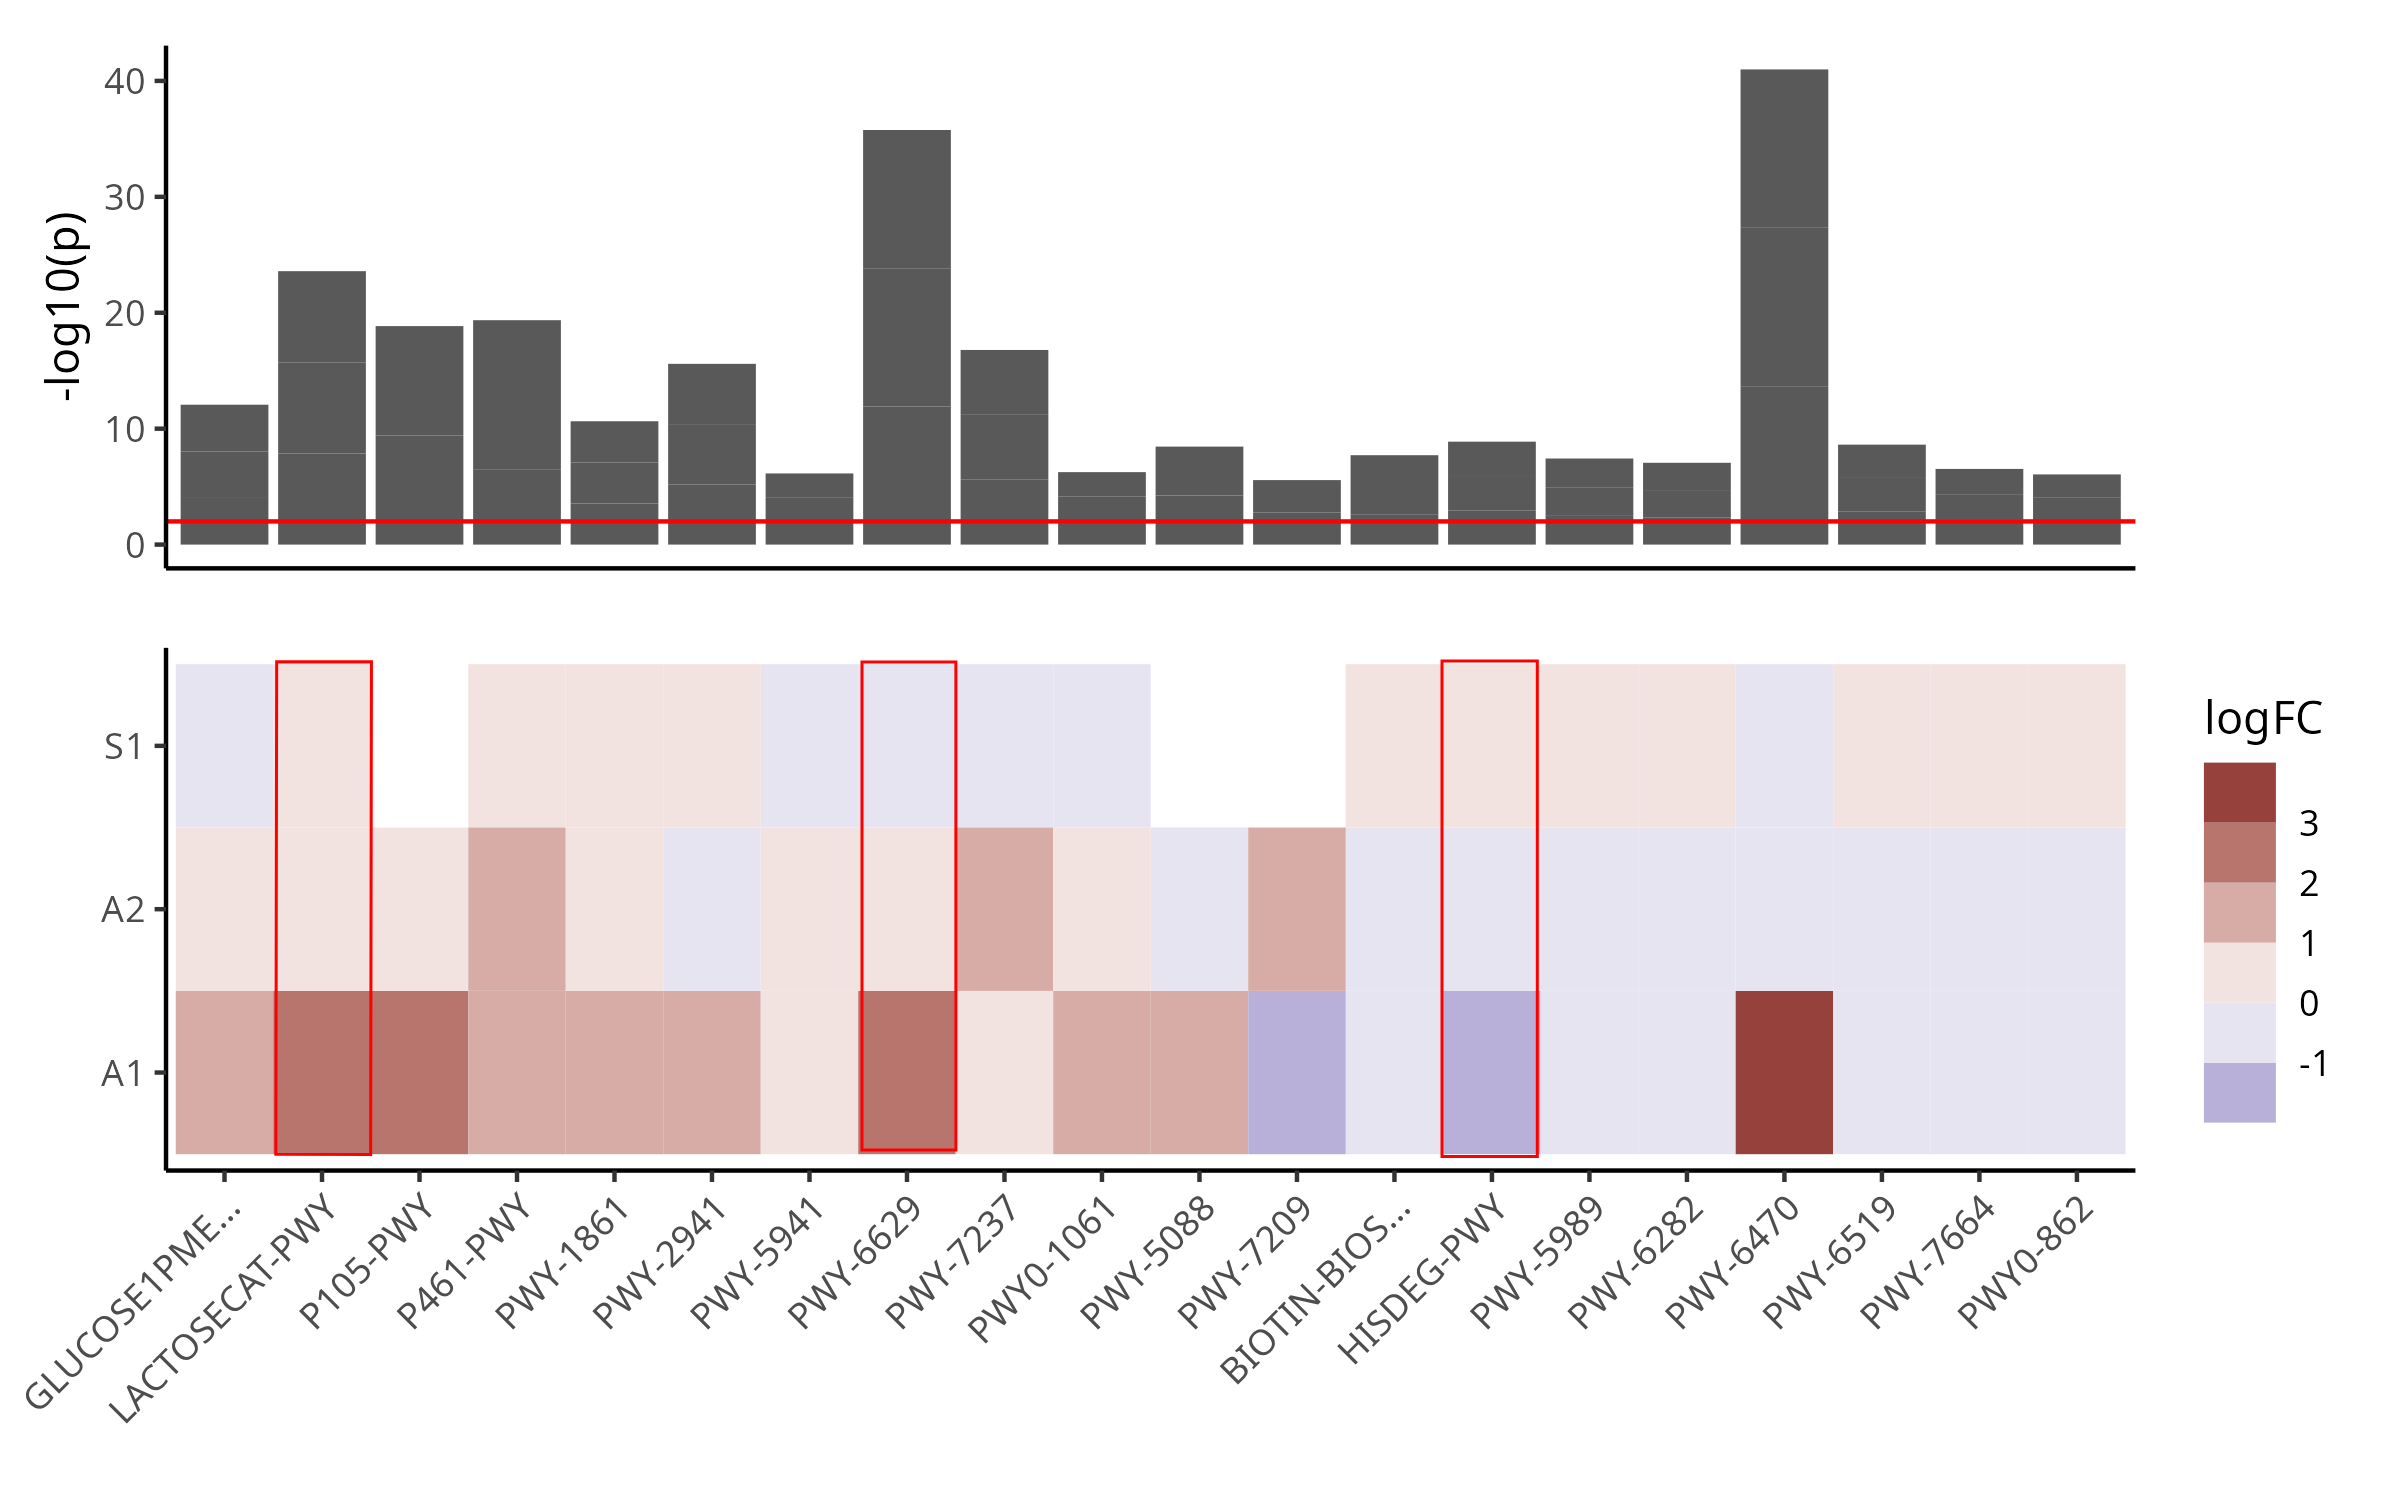 -log10(p)
40
30
20
10
0
S1
A2
A1
logFC
3
2
1
0
-1
GLUCOSE1PME...
LACTOSECAT-PWY
P105-PWY
P461-PWY
PWY-1861
PWY-2941
PWY-5941
PWY-6629
PWY-7237
PWY0-1061
PWY-5088
PWY-7209
BIOTIN-BIOS...
HISDEG-PWY
PWY-5989
PWY-6282
PWY-6470
PWY-6519
PWY-7664
PWY0-862